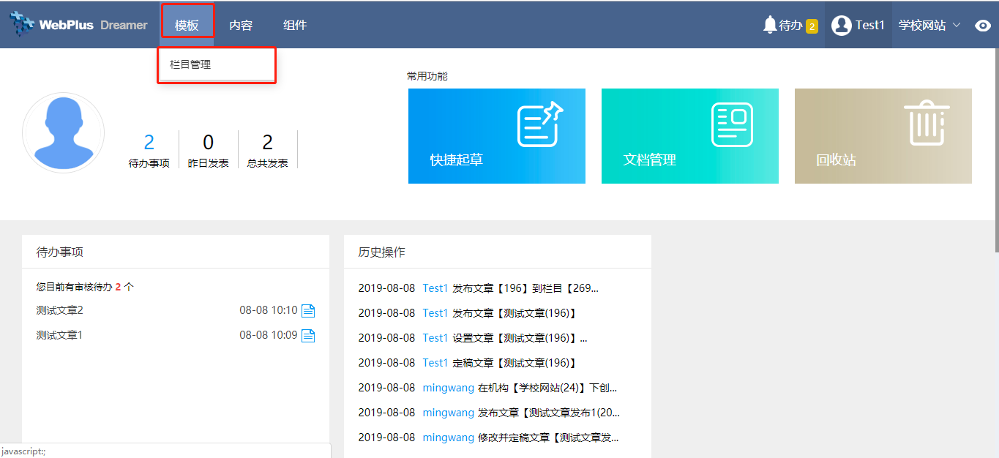 WebPlus Dreamer 模板 内容 组件 待办 2 Test1 学校网站
栏目管理
常用功能
2 0 2
待办事项 昨日发表 总共发表
快捷起草 文档管理 回收站
待办事项
您目前有审核待办 2 个
测试文章2 08-08 10:10
测试文章1 08-08 10:09
历史操作
2019-08-08 Test1 发布文章【196】到栏目【269...
2019-08-08 Test1 发布文章【测试文章(196)】
2019-08-08 Test1 设置文章【测试文章(196)】...
2019-08-08 Test1 定稿文章【测试文章(196)】
2019-08-08 mingwang 在机构【学校网站(24)】下创...
2019-08-08 mingwang 发布文章【测试文章发布1(20...
2019-08-08 mingwang 修改并定稿文章【测试文章发...
javascript:;